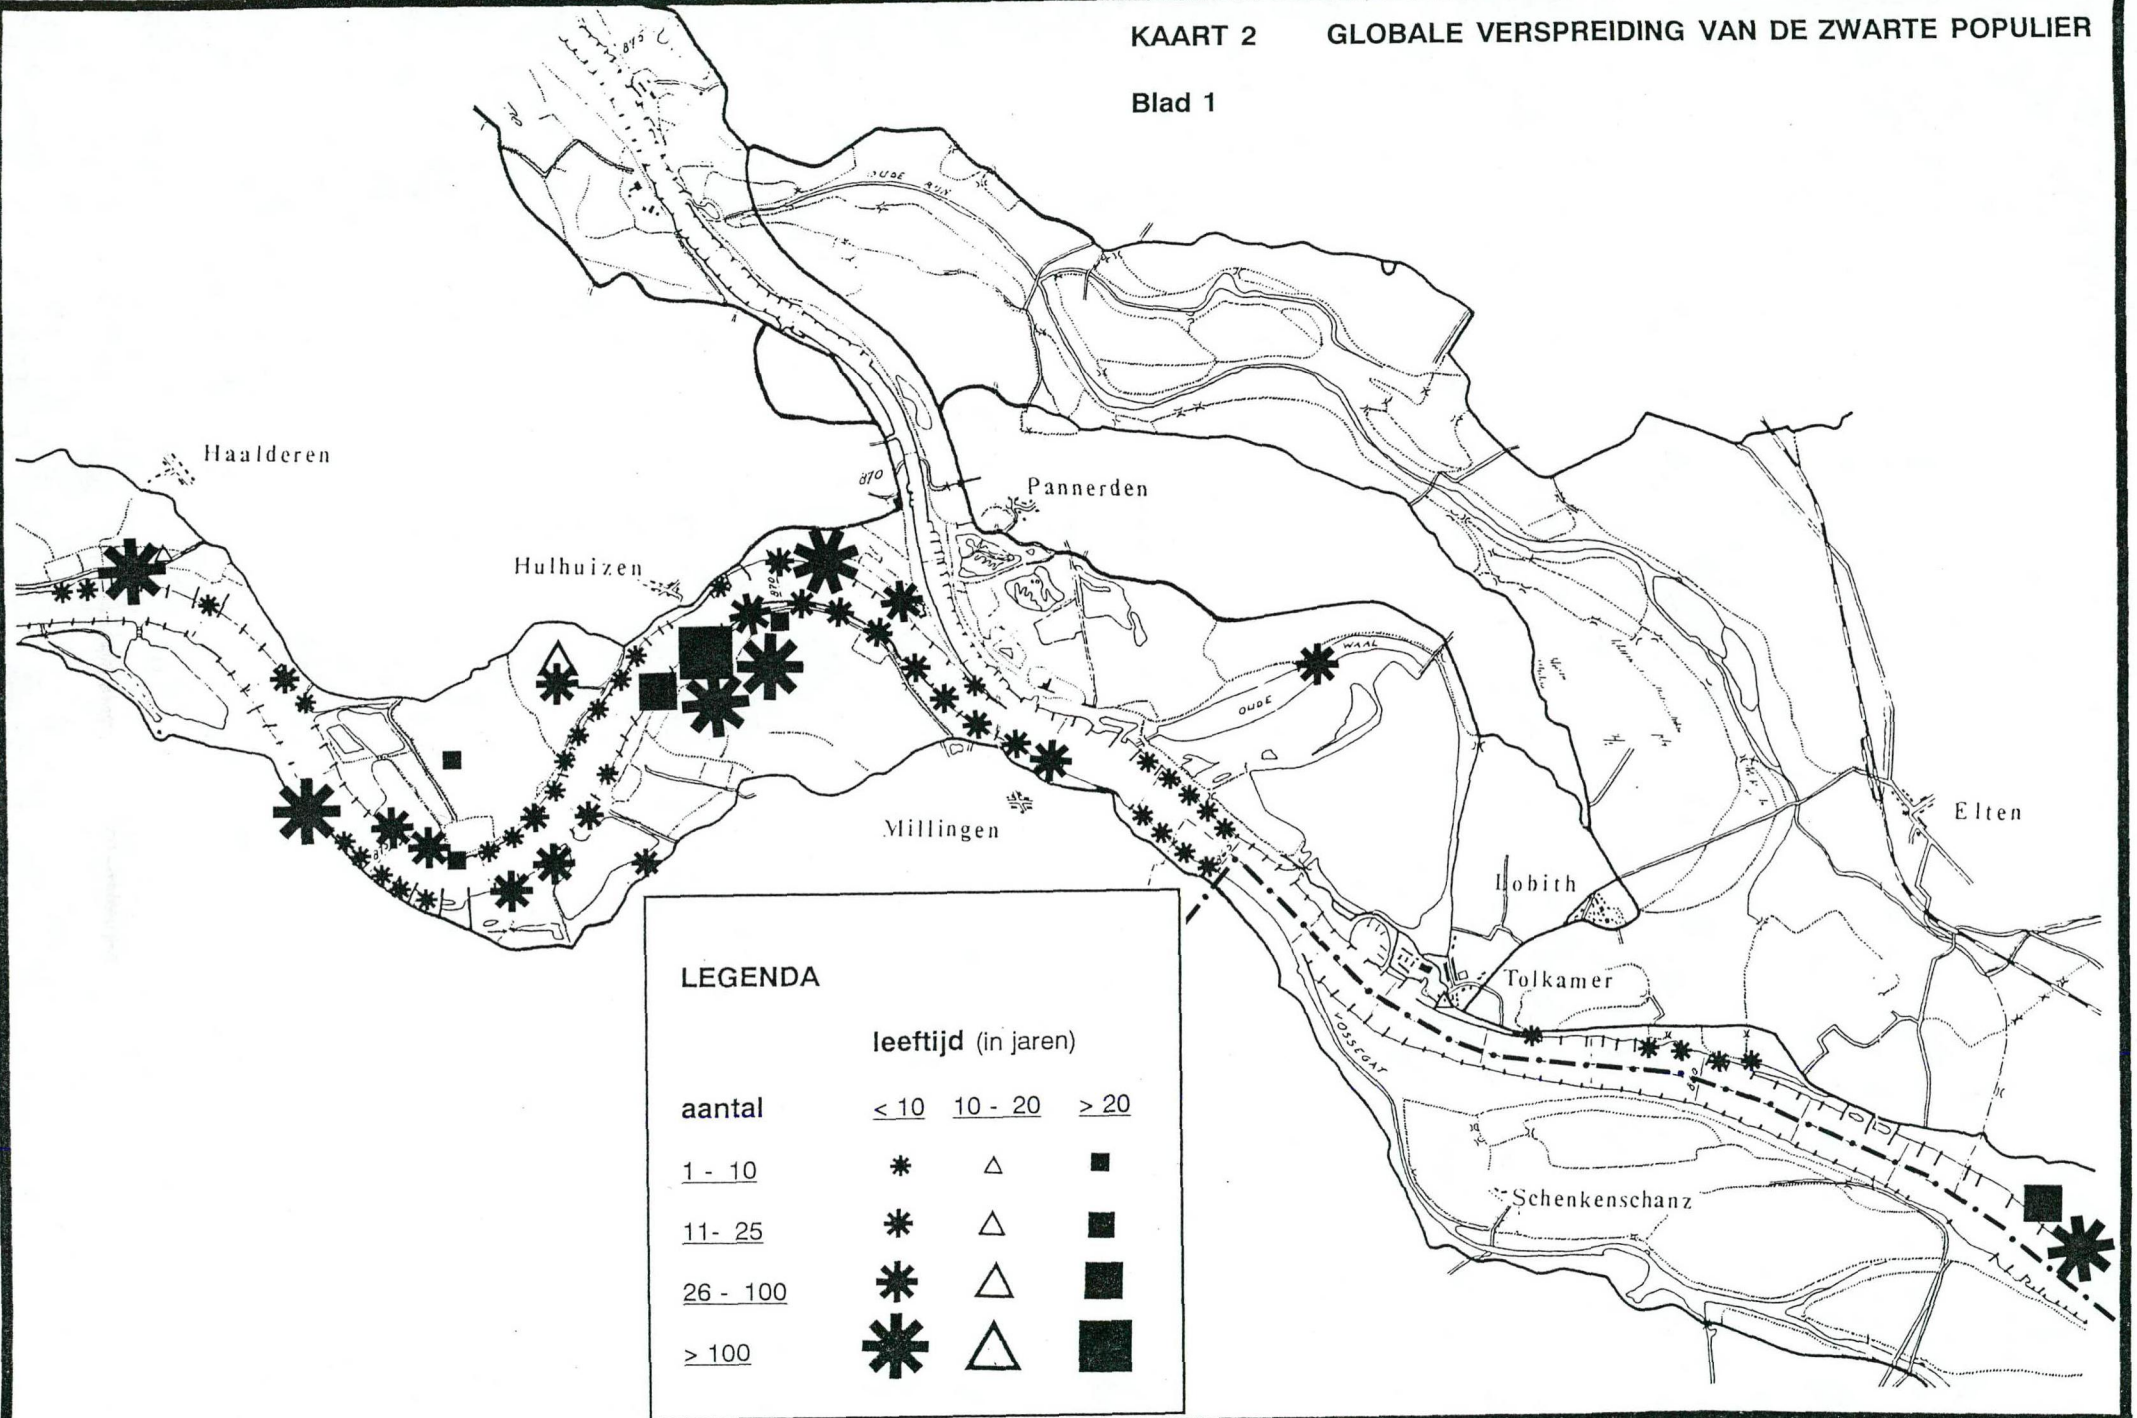 KAART 2 GLOBALE VERSPREIDING VAN DE ZWARTE POPULIER
Blad 1
875
OUDE RIJN
Haalderen
870
Pannerden
Hulhuizen
870
WAAL
OUDE
Millingen
Elten
Lobith
Tolkamer
VOSSEGAT
Schenkenschanz
LEGENDA
leeftijd (in jaren)
aantal < 10 10 - 20 > 20
1 - 10
11- 25
26 - 100
> 100